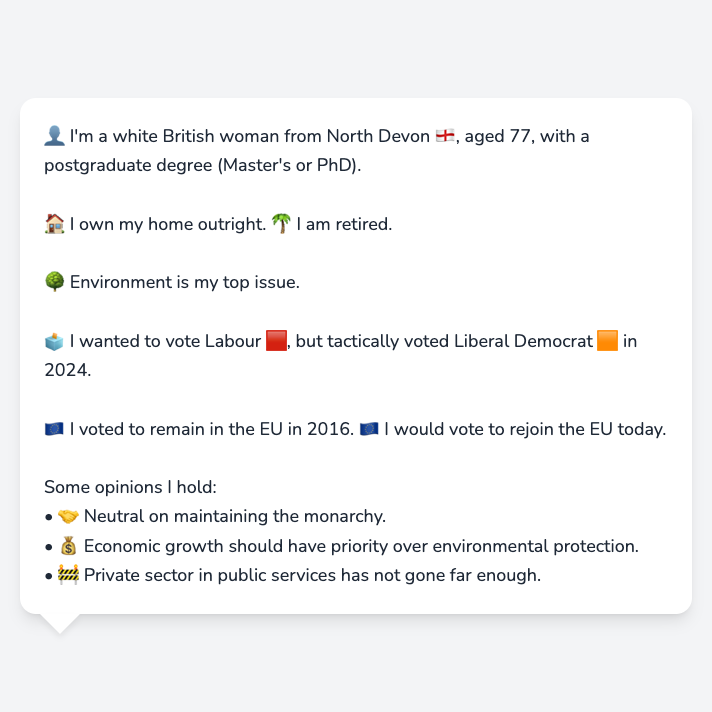 👤 I'm a white British woman from North Devon 🏴󠁧󠁢󠁥󠁮󠁧󠁿, aged 77, with a
postgraduate degree (Master's or PhD).
🏠 I own my home outright. 🌴 I am retired.
🌳 Environment is my top issue.
🗳️ I wanted to vote Labour 🟥, but tactically voted Liberal Democrat 🟧 in
2024.
🇪🇺 I voted to remain in the EU in 2016. 🇪🇺 I would vote to rejoin the EU today.
Some opinions I hold:
• 🤝 Neutral on maintaining the monarchy.
• 💰 Economic growth should have priority over environmental protection.
• 🚧 Private sector in public services has not gone far enough.